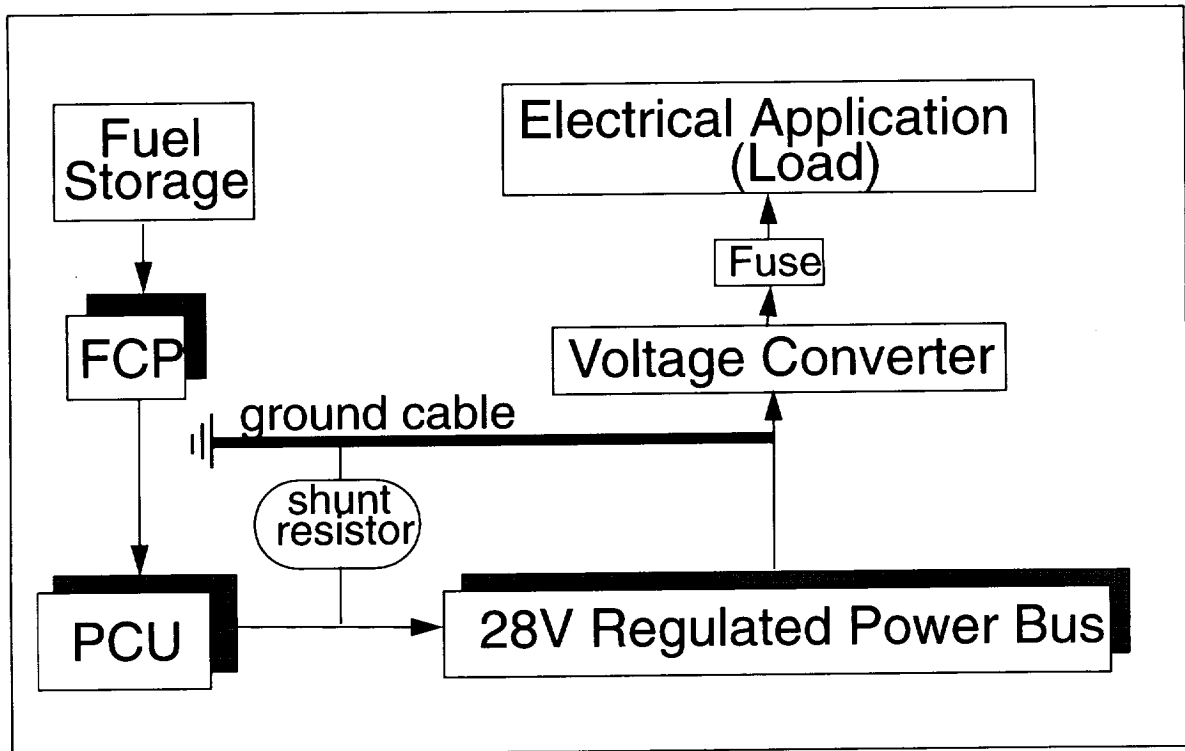 Fuel
Storage
Electrical Application
(Load)
Fuse
FCP
Voltage Converter
ground cable
shunt
resistor
PCU
28V Regulated Power Bus